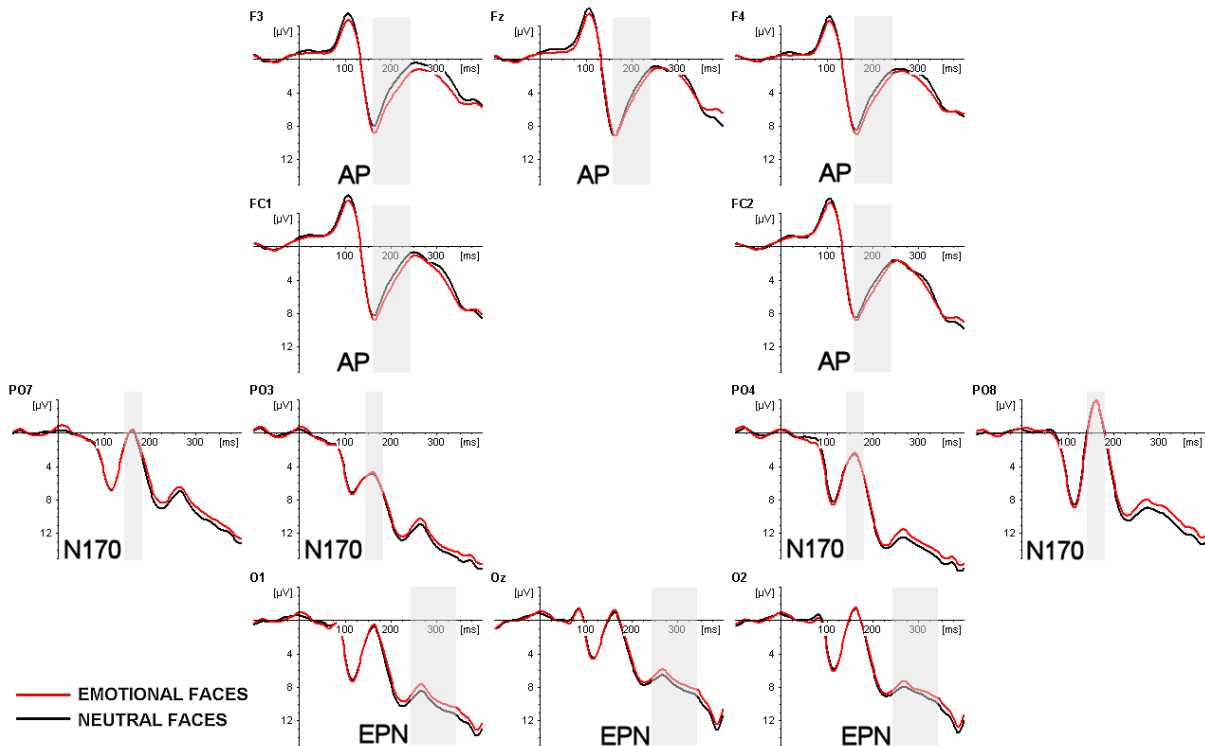 F3
[µV]
100 200 300 [ms]
4
8
12
AP
Fz
[µV]
100 200 300 [ms]
4
8
12
AP
F4
[µV]
100 200 300 [ms]
4
8
12
AP
FC1
[µV]
100 200 300 [ms]
4
8
12
AP
FC2
[µV]
100 200 300 [ms]
4
8
12
AP
PO7
[µV]
100 200 300 [ms]
4
8
12
N170
PO3
[µV]
100 200 300 [ms]
4
8
12
N170
PO4
[µV]
100 200 300 [ms]
4
8
12
N170
PO8
[µV]
100 200 300 [ms]
4
8
12
N170
O1
[µV]
100 200 300 [ms]
4
8
12
EPN
Oz
[µV]
100 200 300 [ms]
4
8
12
EPN
O2
[µV]
100 200 300 [ms]
4
8
12
EPN
EMOTIONAL FACES
NEUTRAL FACES